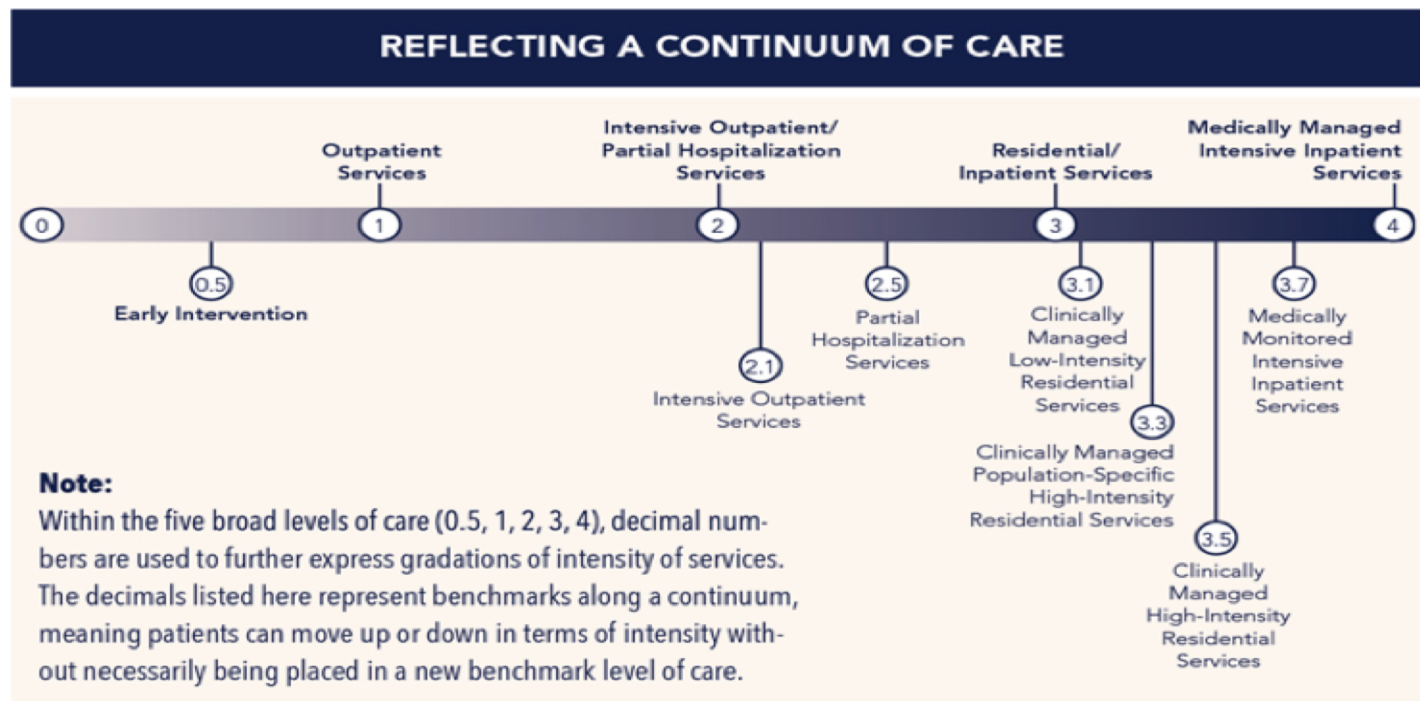 REFLECTING A CONTINUUM OF CARE
Outpatient
Services
Intensive Outpatient/
Partial Hospitalization
Services
Residential/
Inpatient Services
Medically Managed
Intensive Inpatient
Services
0
1
2
3
4
0.5
Early Intervention
2.1
Intensive Outpatient
Services
2.5
Partial
Hospitalization
Services
3.1
Clinically
Managed
Low-Intensity
Residential
Services
3.3
Clinically Managed
Population-Specific
High-Intensity
Residential Services
3.5
Clinically
Managed
High-Intensity
Residential
Services
3.7
Medically
Monitored
Intensive
Inpatient
Services
Note:
Within the five broad levels of care (0.5, 1, 2, 3, 4), decimal num-
bers are used to further express gradations of intensity of services.
The decimals listed here represent benchmarks along a continuum,
meaning patients can move up or down in terms of intensity with-
out necessarily being placed in a new benchmark level of care.